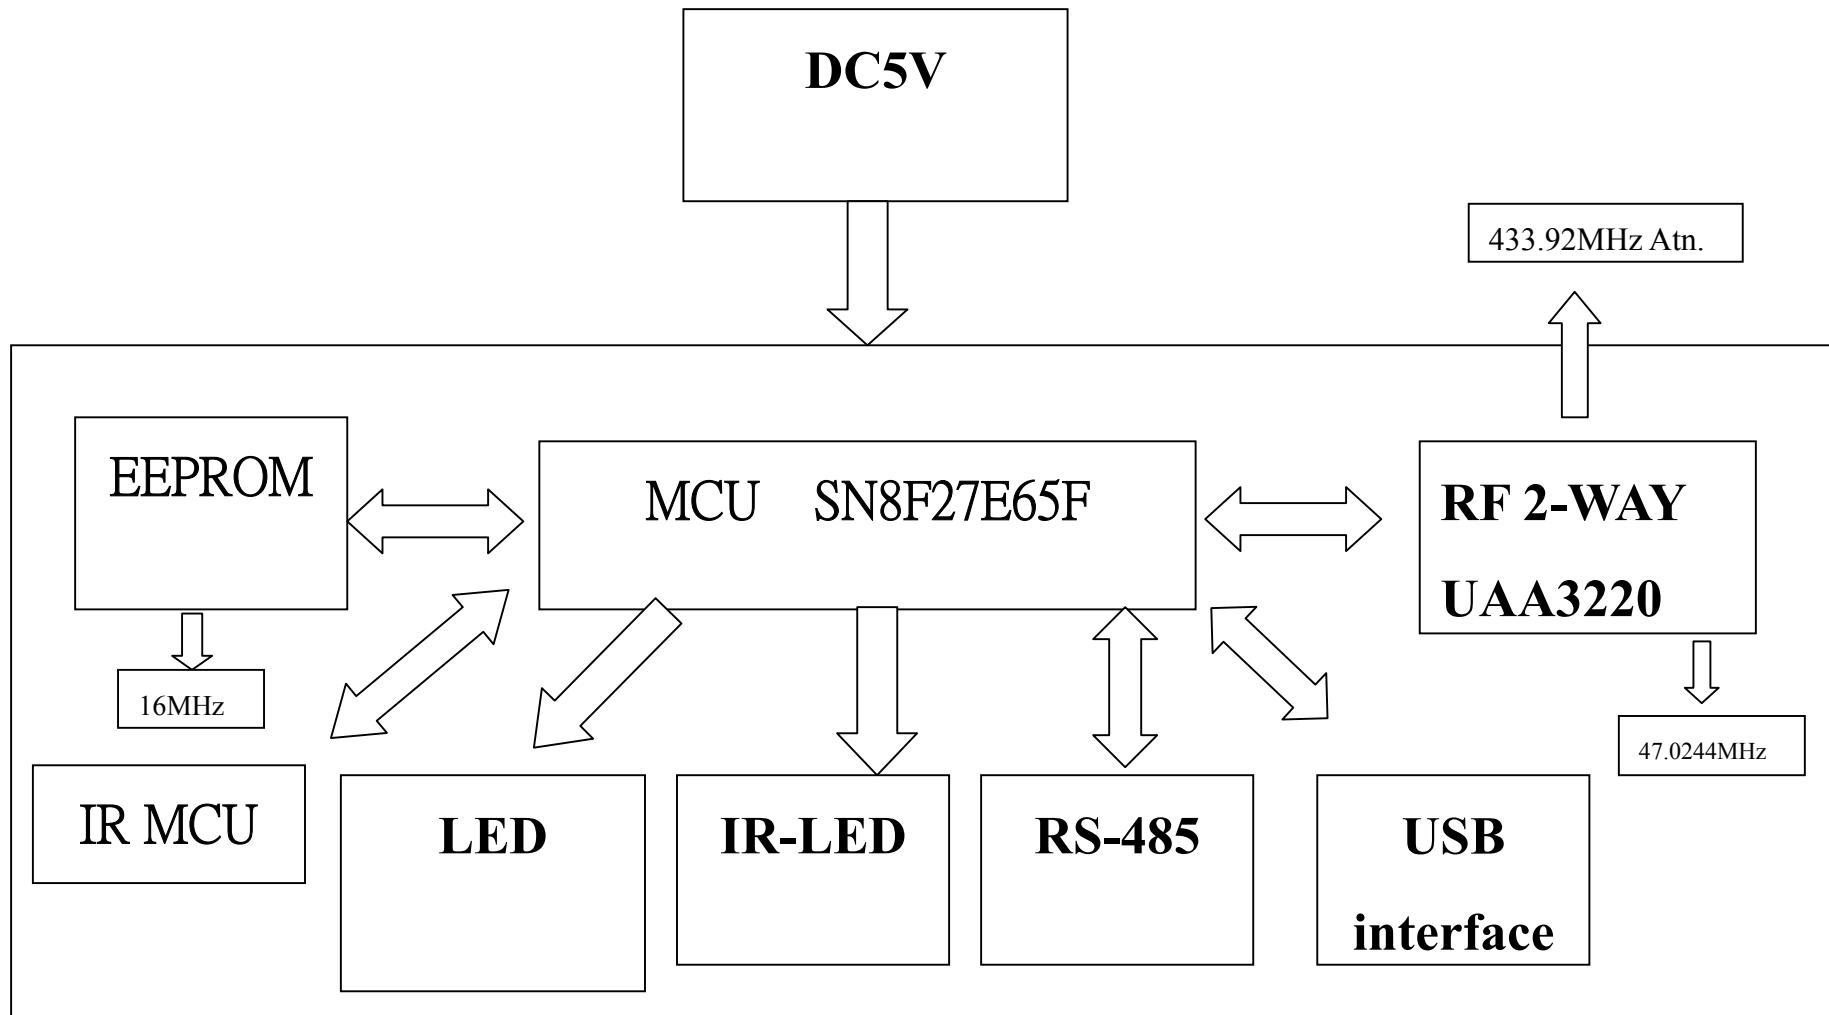 DC5V
433.92MHz Atn.
EEPROM
MCU SN8F27E65F
RF 2-WAY
UAA3220
16MHz
47.0244MHz
IR MCU
LED
IR-LED
RS-485
USB
interface